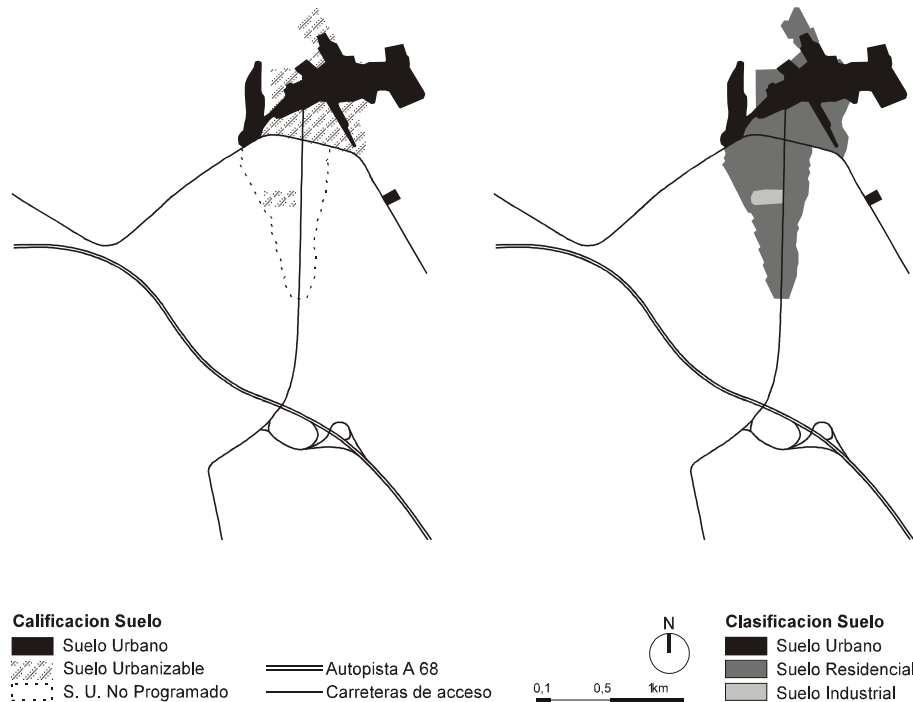 Calificacion Suelo
Suelo Urbano
Suelo Urbanizable
S. U. No Programado
Autopista A 68
Carreteras de acceso
N
0,1 0,5 1km
Clasificacion Suelo
Suelo Urbano
Suelo Residencial
Suelo Industrial